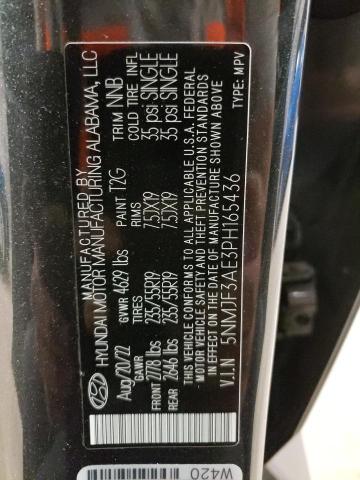 MANUFACTURED BY
HYUNDAI MOTOR MANUFACTURING ALABAMA, LLC
Aug/20/22 GVWR 4629 lbs PAINT T2G TRIM NNB
GAWR TIRES RIMS COLD TIRE INFL
FRONT 2778 lbs 235/55R19 7.5JX19 35 psi SINGLE
REAR 2646 lbs 235/55R19 7.5JX19 35 psi SINGLE
THIS VEHICLE CONFORMS TO ALL APPLICABLE U.S.A. FEDERAL
MOTOR VEHICLE SAFETY AND THEFT PREVENTION STANDARDS
IN EFFECT ON THE DATE OF MANUFACTURE SHOWN ABOVE
V.I.N 5NMJF3AE3PH165436 TYPE: MPV
W420